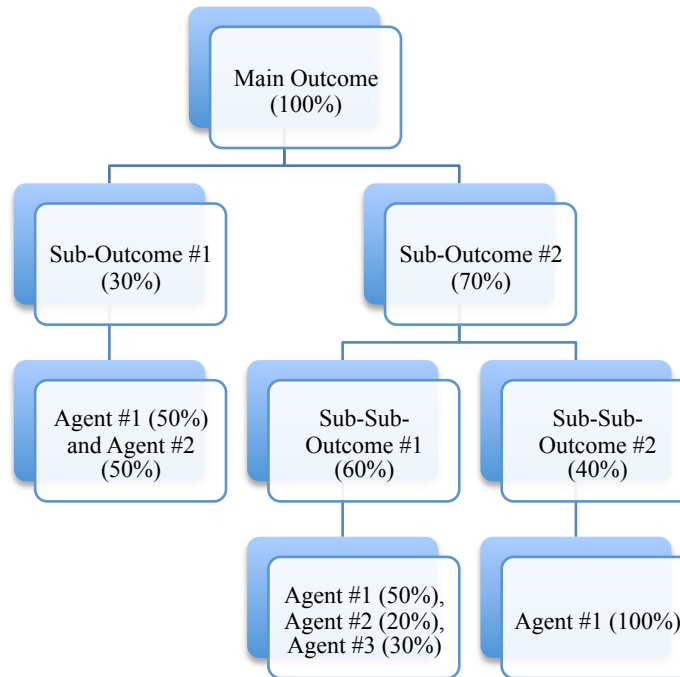 Main Outcome
(100%)
Sub-Outcome #1
(30%)
Sub-Outcome #2
(70%)
Agent #1 (50%)
and Agent #2
(50%)
Sub-Sub-
Outcome #1
(60%)
Sub-Sub-
Outcome #2
(40%)
Agent #1 (50%),
Agent #2 (20%),
Agent #3 (30%)
Agent #1 (100%)